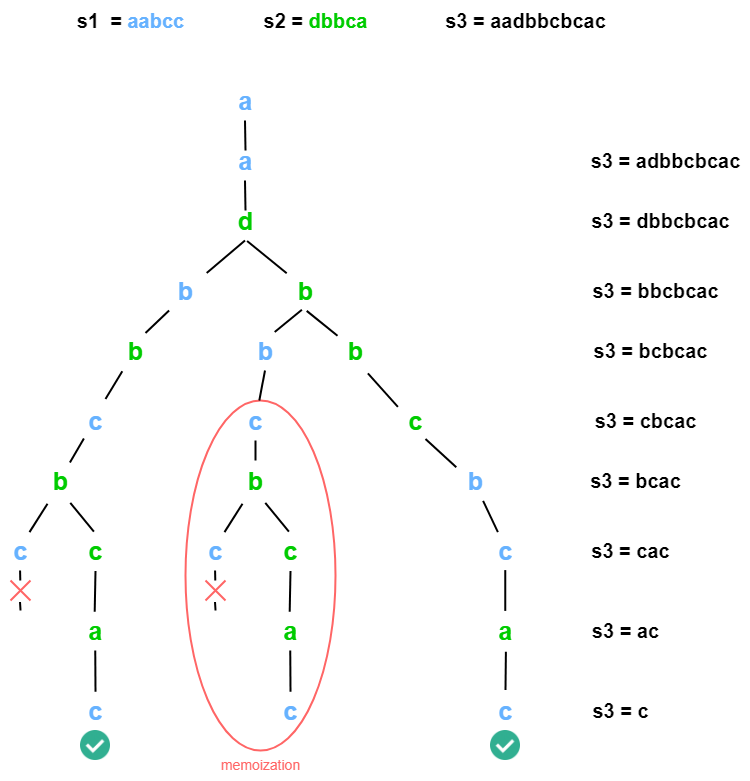 s1 = aabcc s2 = dbbca s3 = aadbbcbcac
a
a s3 = adbbcbcac
d s3 = dbbcbcac
b b s3 = bbcbcac
b b b s3 = bcbcac
c c c s3 = cbcac
b b b s3 = bcac
c c c c c s3 = cac
a a a s3 = ac
c c c s3 = c
memoization